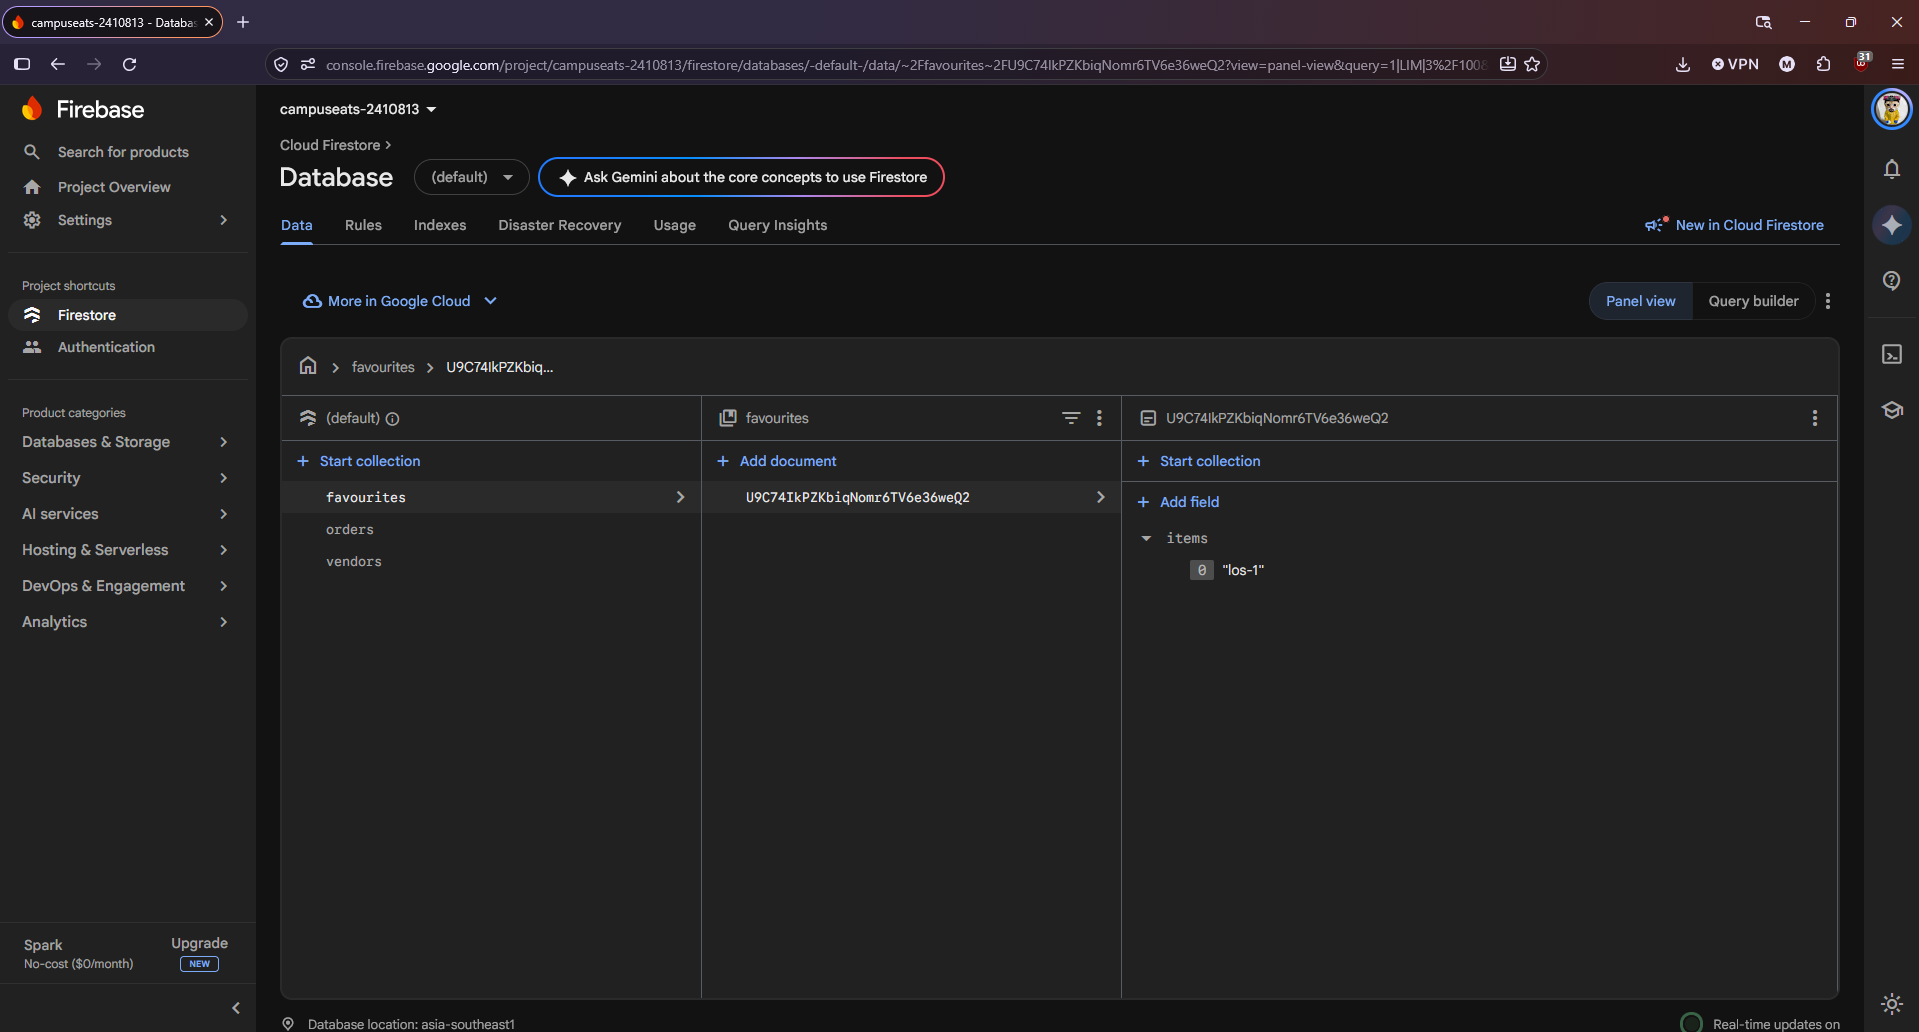 campuseats-2410813 - Databas
console.firebase.google.com/project/campuseats-2410813/firestore/databases/-default-/data/~2Ffavourites~2FU9C74IkPZKbiqNomr6TV6e36weQ2?view=panel-view&query=1|LIM|3%2F1008
VPN
M
31
Firebase
Search for products
Project Overview
Settings
Project shortcuts
Firestore
Authentication
Product categories
Databases & Storage
Security
AI services
Hosting & Serverless
DevOps & Engagement
Analytics
Spark
No-cost ($0/month)
Upgrade
NEW
campuseats-2410813
Cloud Firestore
Database
(default)
Ask Gemini about the core concepts to use Firestore
Data
Rules
Indexes
Disaster Recovery
Usage
Query Insights
New in Cloud Firestore
More in Google Cloud
Panel view
Query builder
favourites
U9C74IkPZKbiq...
(default)
Start collection
favourites
orders
vendors
favourites
Add document
U9C74IkPZKbiqNomr6TV6e36weQ2
U9C74IkPZKbiqNomr6TV6e36weQ2
Start collection
Add field
items
0 "los-1"
Database location: asia-southeast1
Real-time updates on